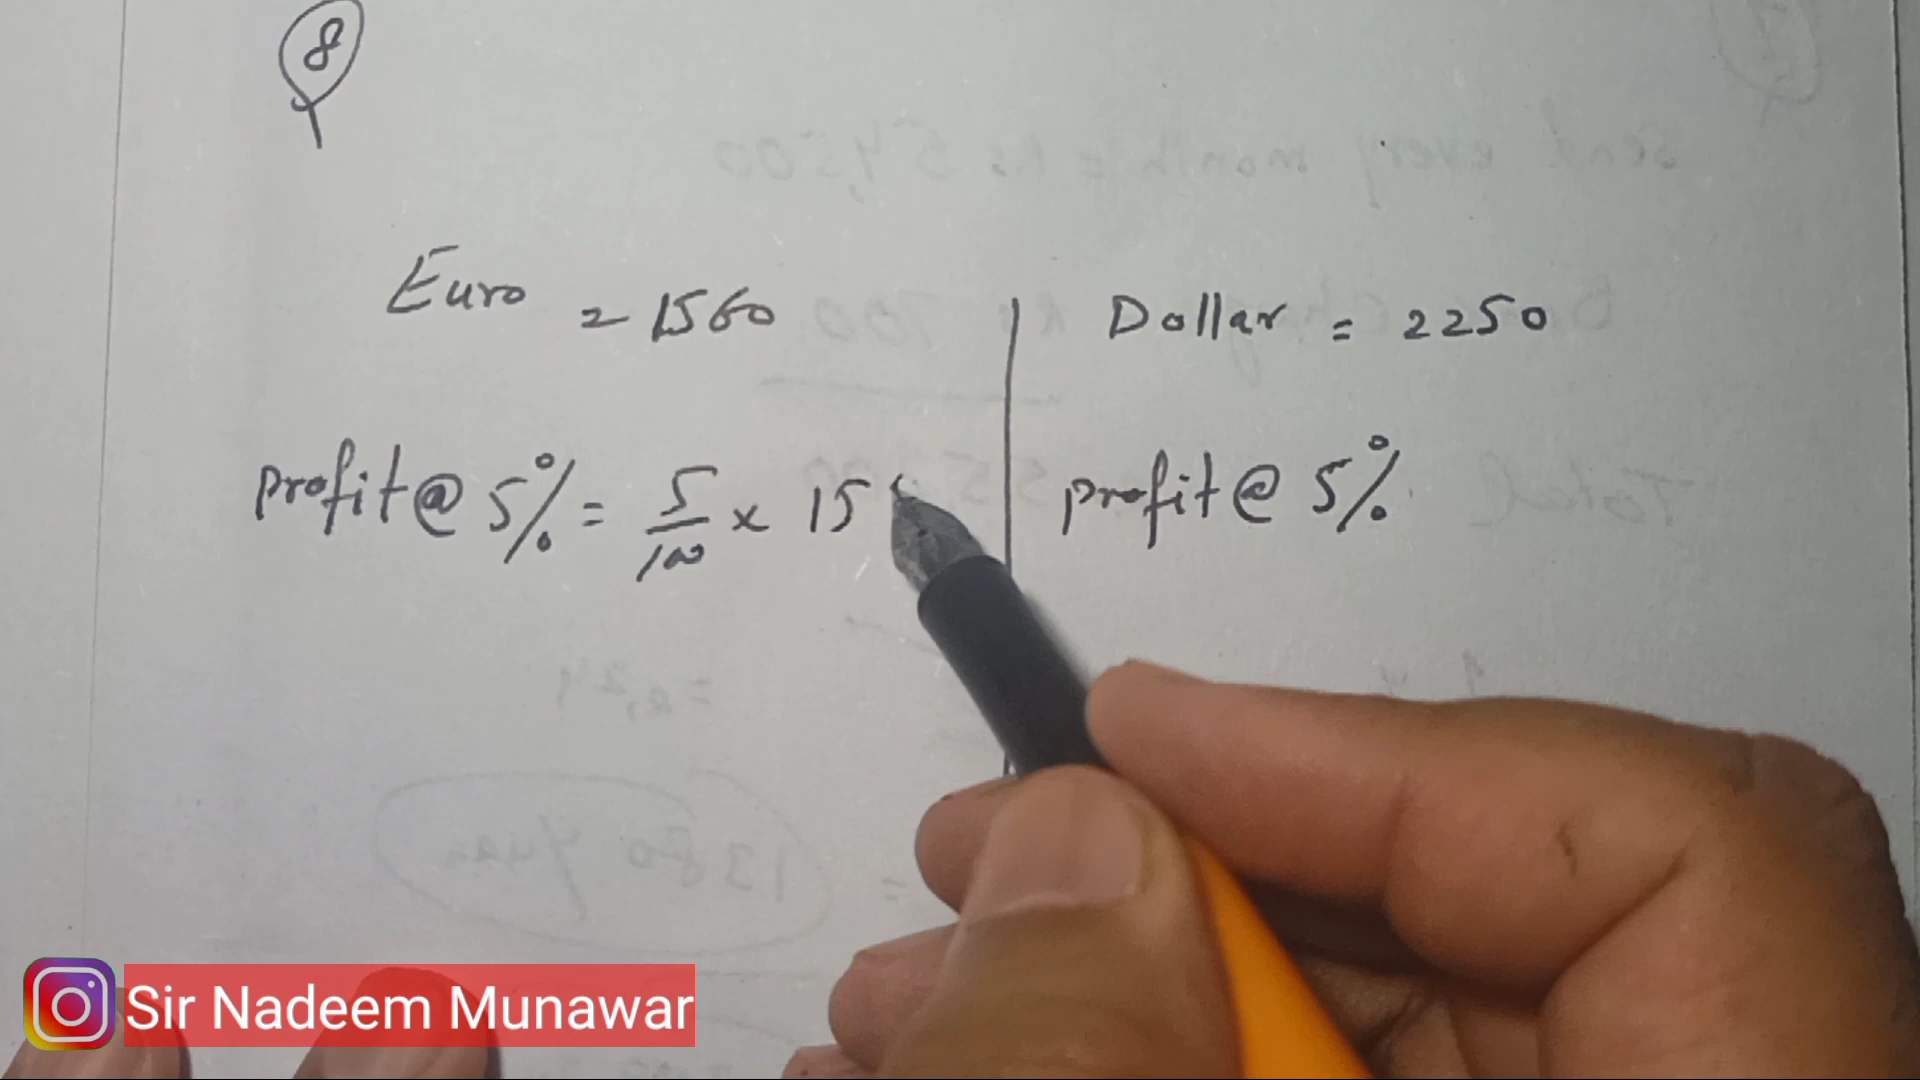 8
Euro = 1560
Dollar = 2250
Profit @ 5% = 5/100 x 15
profit @ 5%
Sir Nadeem Munawar